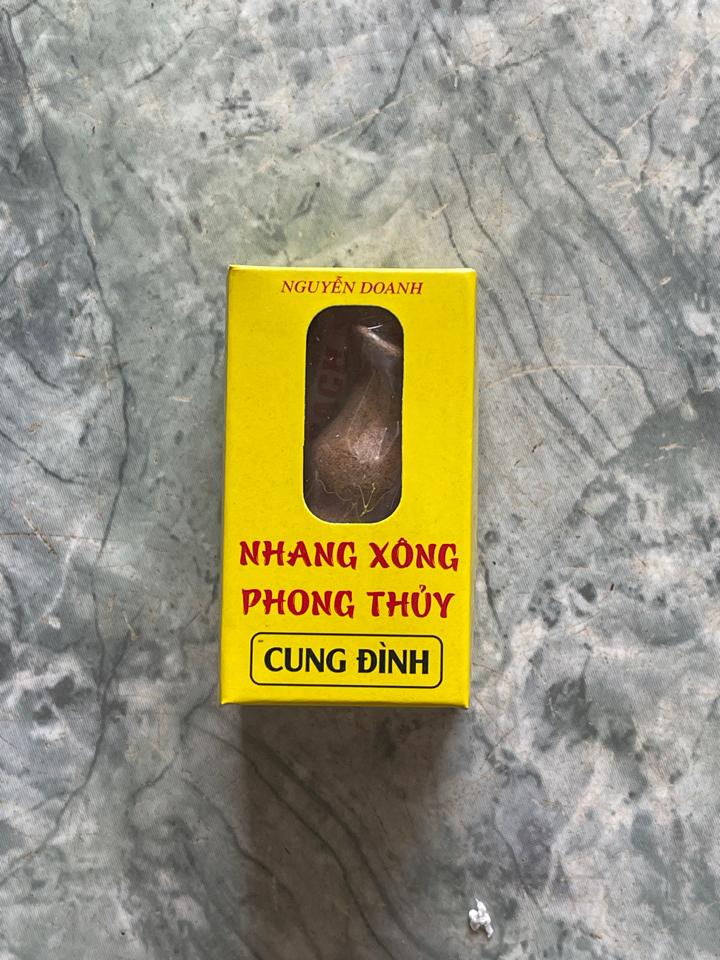 NGUYỄN DOANH
NHANG XÔNG
PHONG THỦY
CUNG ĐÌNH